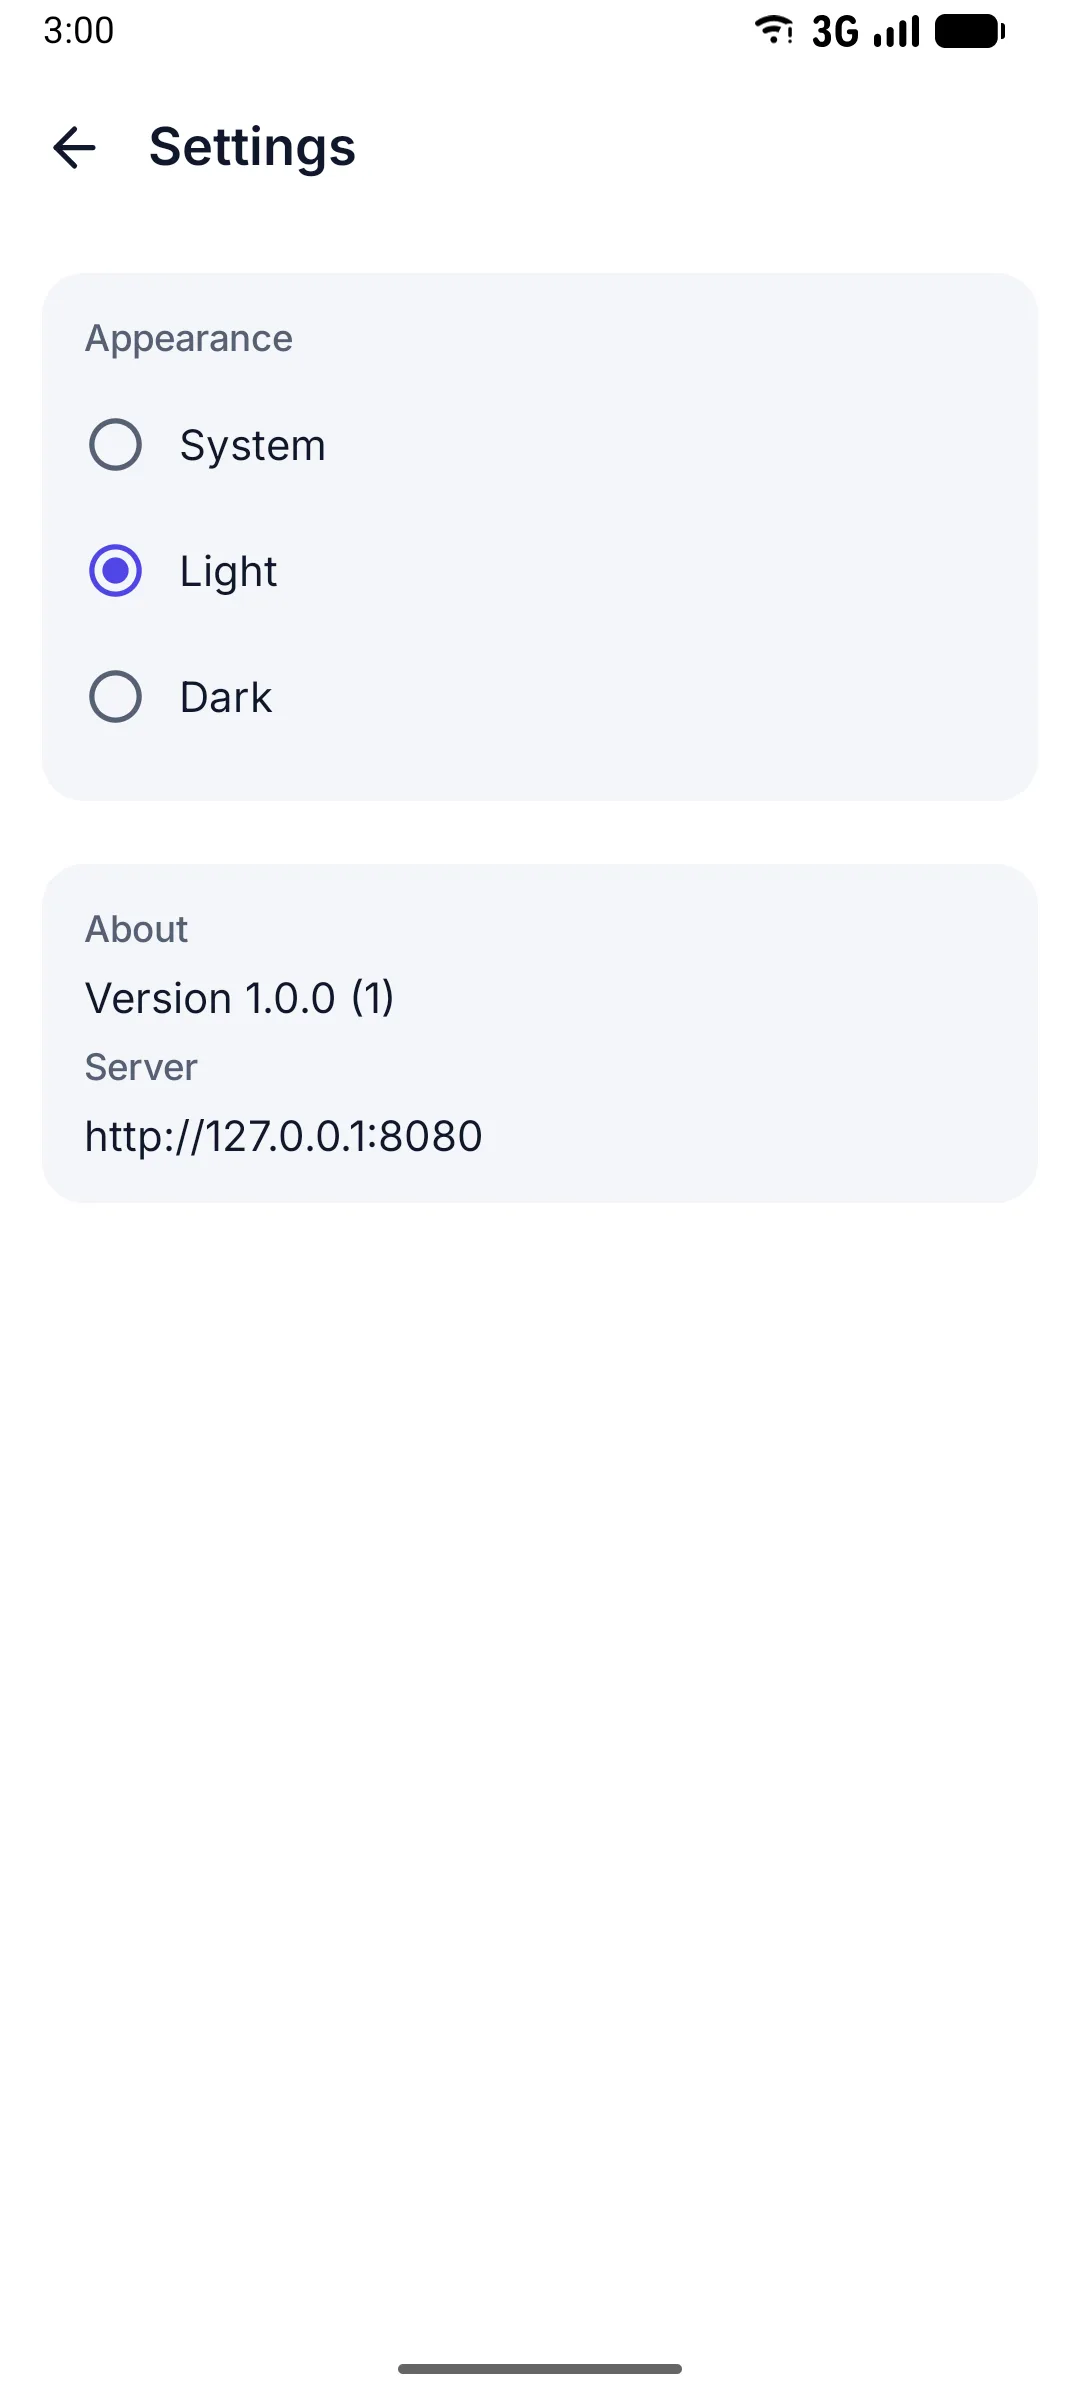 3:00
3G
Settings
Appearance
System
Light
Dark
About
Version 1.0.0 (1)
Server
http://127.0.0.1:8080